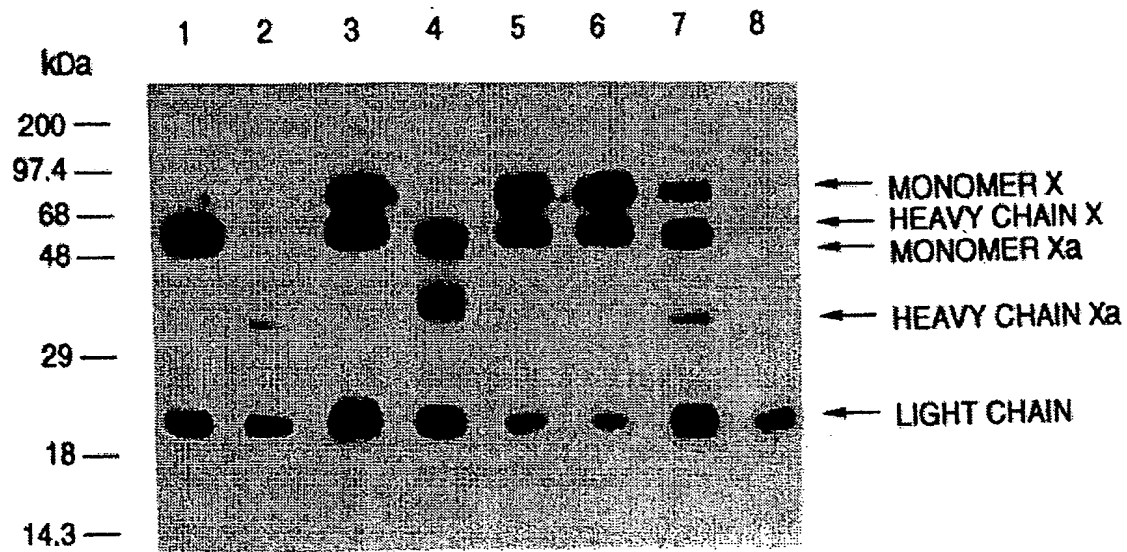 1 2 3 4 5 6 7 8
kDa
200
97.4
68
48
29
18
14.3
MONOMER X
HEAVY CHAIN X
MONOMER Xa
HEAVY CHAIN Xa
LIGHT CHAIN